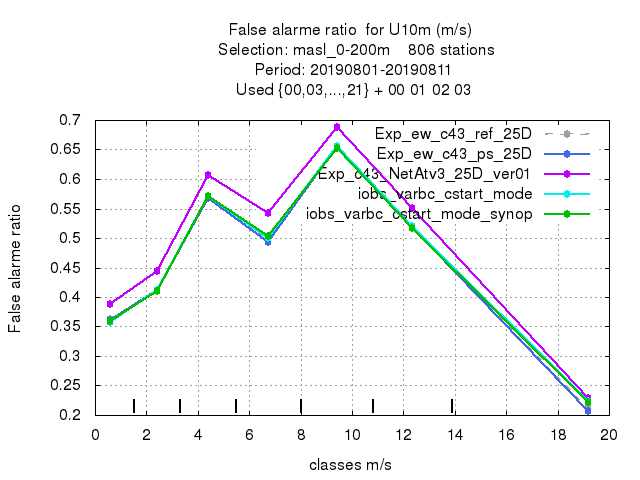 False alarme ratio  for U10m (m/s)
Selection: masl_0-200m    806 stations
Period: 20190801-20190811
Used {00,03,...,21} + 00 01 02 03
0.7
0.65
0.6
0.55
0.5
0.45
0.4
0.35
0.3
0.25
0.2
False alarme ratio
Exp_ew_c43_ref_25D
Exp_ew_c43_ps_25D
Exp_c43_NetAtv3_25D_ver01
iobs_varbc_cstart_mode
iobs_varbc_cstart_mode_synop
0 2 4 6 8 10 12 14 16 18 20
classes m/s